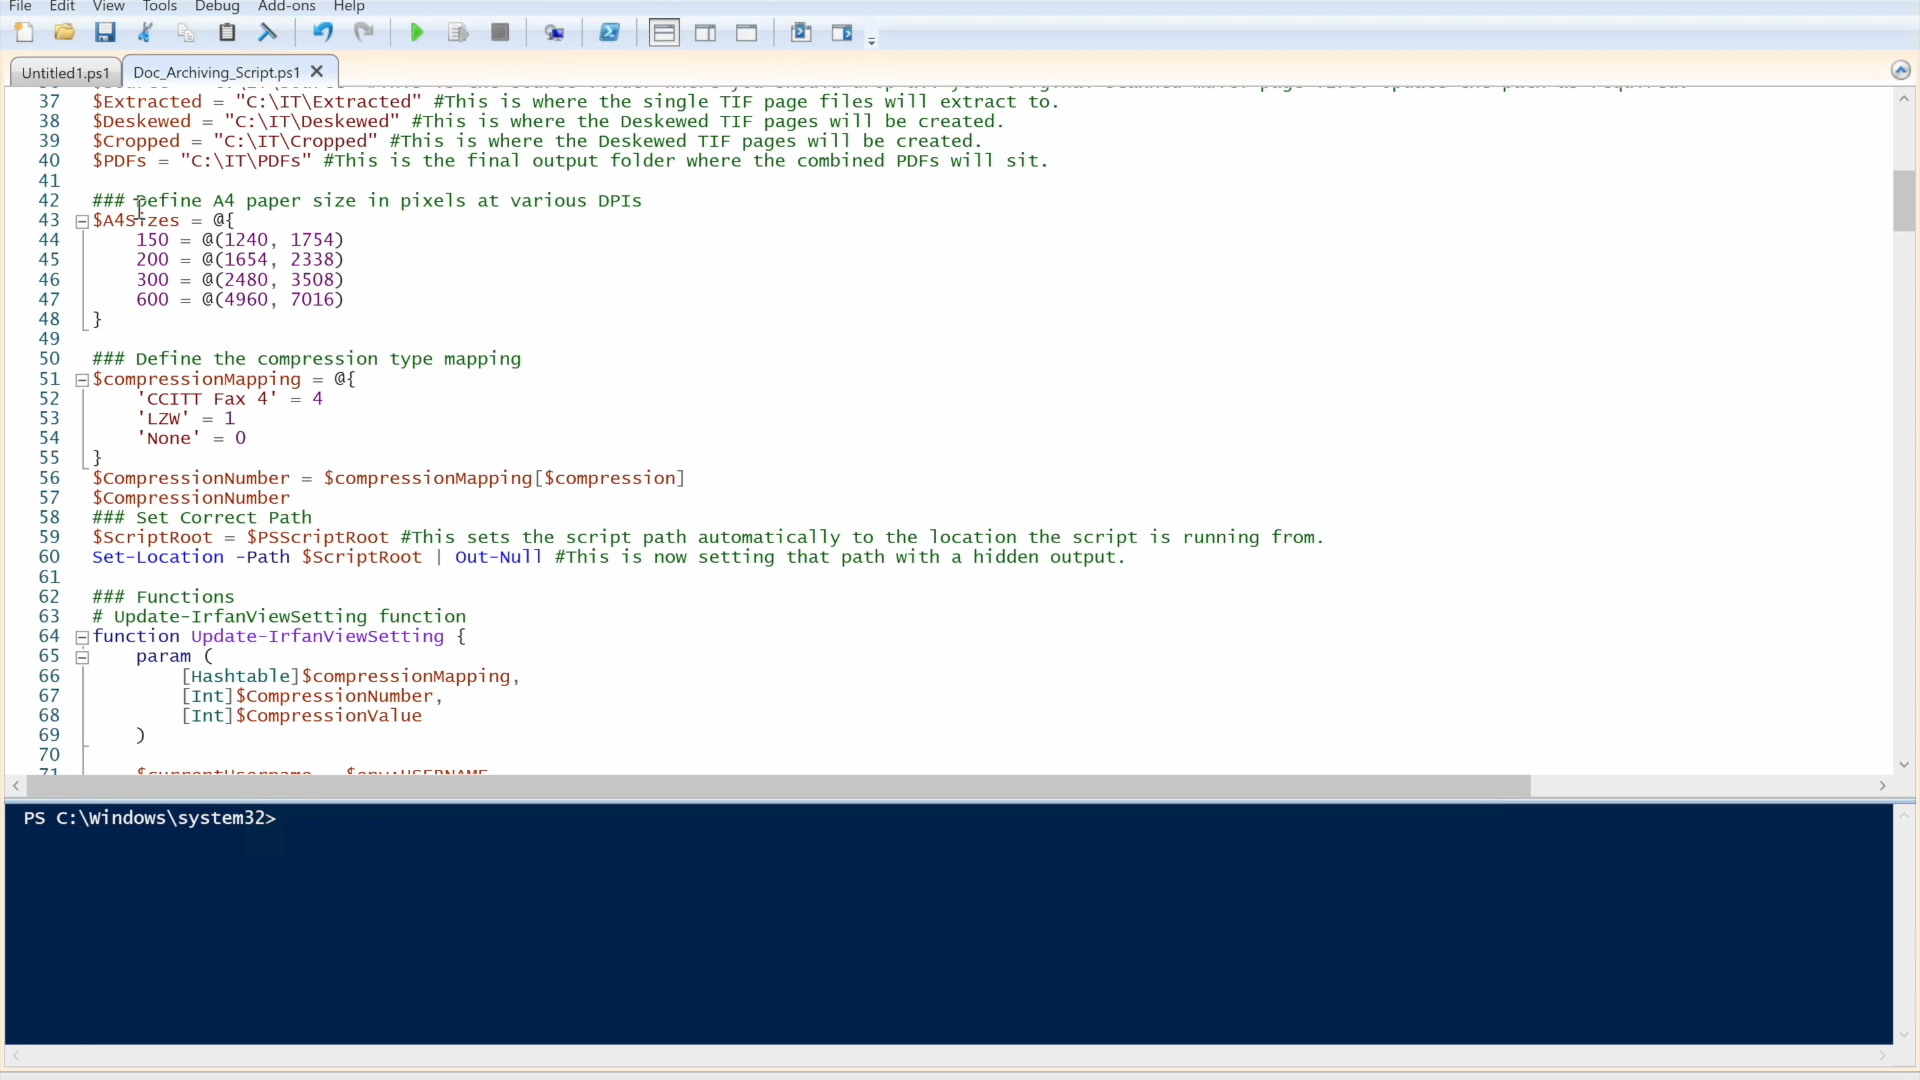 File Edit View Tools Debug Add-ons Help
Untitled1.ps1 Doc_Archiving_Script.ps1
37 $Extracted = "C:\IT\Extracted" #This is where the single TIF page files will extract to.
38 $Deskewed = "C:\IT\Deskewed" #This is where the Deskewed TIF pages will be created.
39 $Cropped = "C:\IT\Cropped" #This is where the Deskewed TIF pages will be created.
40 $PDFs = "C:\IT\PDFs" #This is the final output folder where the combined PDFs will sit.
41
42 ### Define A4 paper size in pixels at various DPIs
43 $A4Sizes = @{
44 150 = @(1240, 1754)
45 200 = @(1654, 2338)
46 300 = @(2480, 3508)
47 600 = @(4960, 7016)
48 }
49
50 ### Define the compression type mapping
51 $compressionMapping = @{
52 'CCITT Fax 4' = 4
53 'LZW' = 1
54 'None' = 0
55 }
56 $CompressionNumber = $compressionMapping[$compression]
57 $CompressionNumber
58 ### Set Correct Path
59 $ScriptRoot = $PSScriptRoot #This sets the script path automatically to the location the script is running from.
60 Set-Location -Path $ScriptRoot | Out-Null #This is now setting that path with a hidden output.
61
62 ### Functions
63 # Update-IrfanViewSetting function
64 function Update-IrfanViewSetting {
65 param (
66 [Hashtable]$compressionMapping,
67 [Int]$CompressionNumber,
68 [Int]$CompressionValue
69 )
70
71 $currentUsername = $env:USERNAME
PS C:\Windows\system32>